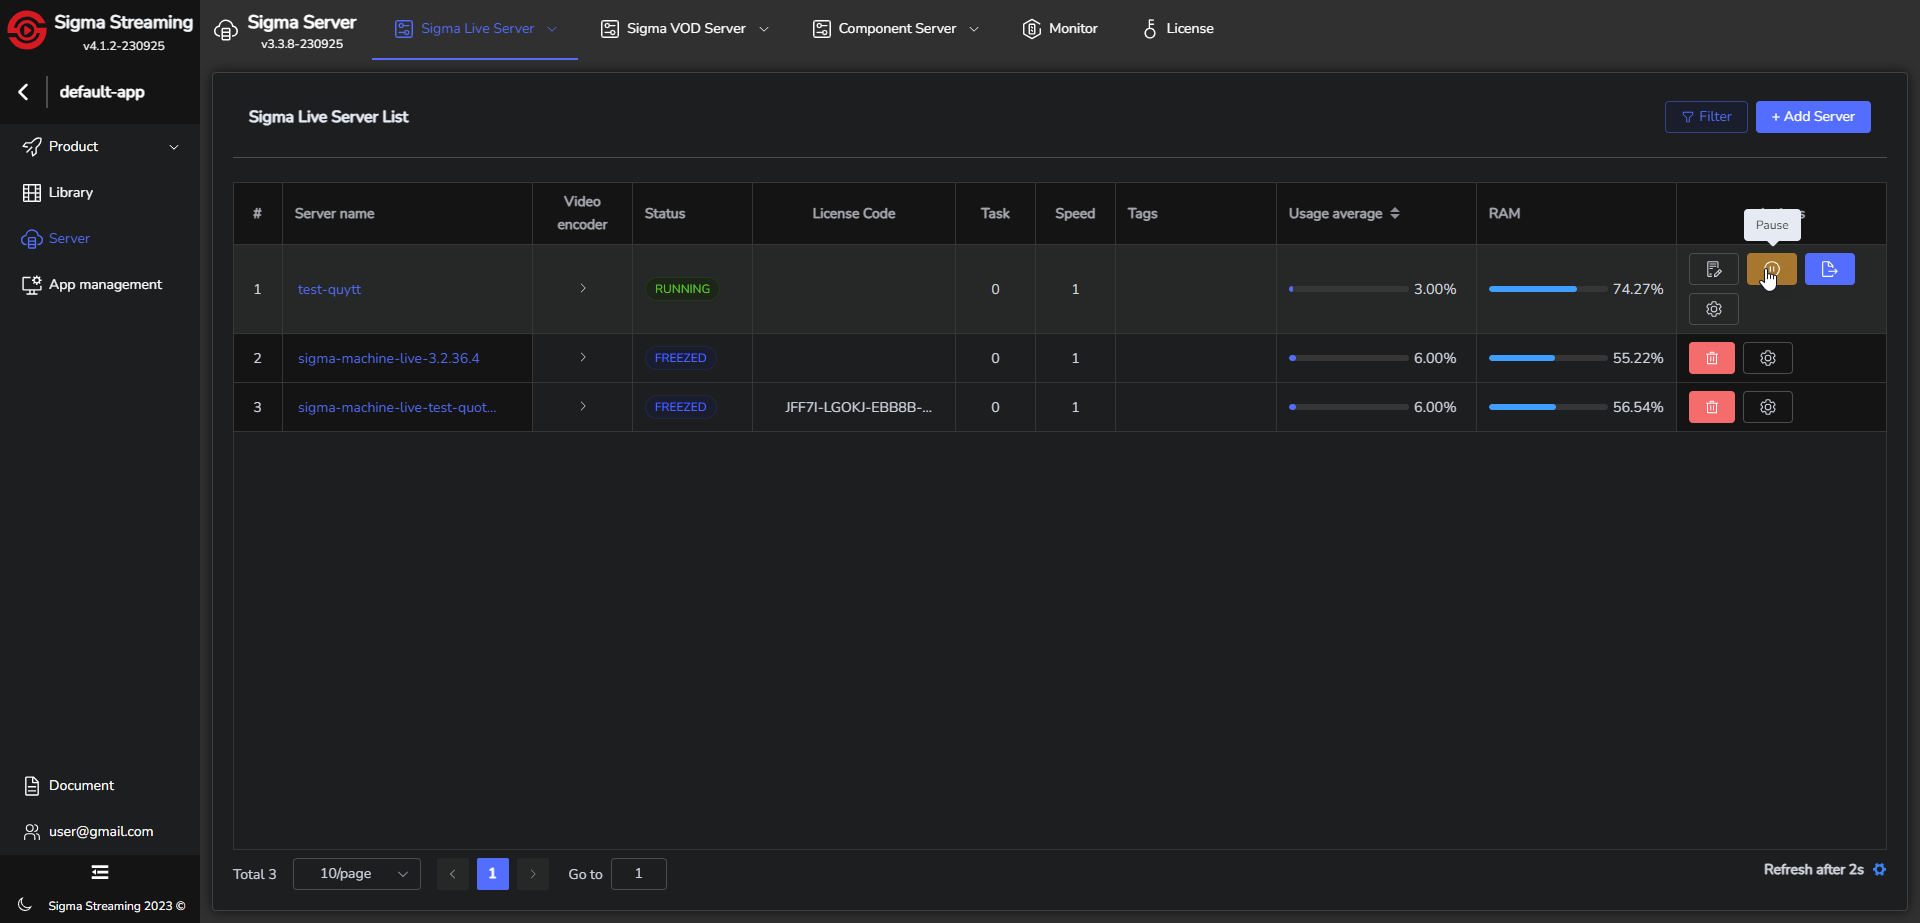 Sigma Streaming
v4.1.2-230925
default-app
Product
Library
Server
App management
Document
user@gmail.com
Sigma Streaming 2023 ©
Sigma Server
v3.3.8-230925
Sigma Live Server
Sigma VOD Server
Component Server
Monitor
License
Sigma Live Server List
Filter
+ Add Server
# Server name Video encoder Status License Code Task Speed Tags Usage average RAM
Pause
1 test-quytt RUNNING 0 1 3.00% 74.27%
2 sigma-machine-live-3.2.36.4 FREEZED 0 1 6.00% 55.22%
3 sigma-machine-live-test-quot... FREEZED JFF7I-LGOKJ-EBB8B-... 0 1 6.00% 56.54%
Total 3 10/page 1 Go to 1
Refresh after 2s